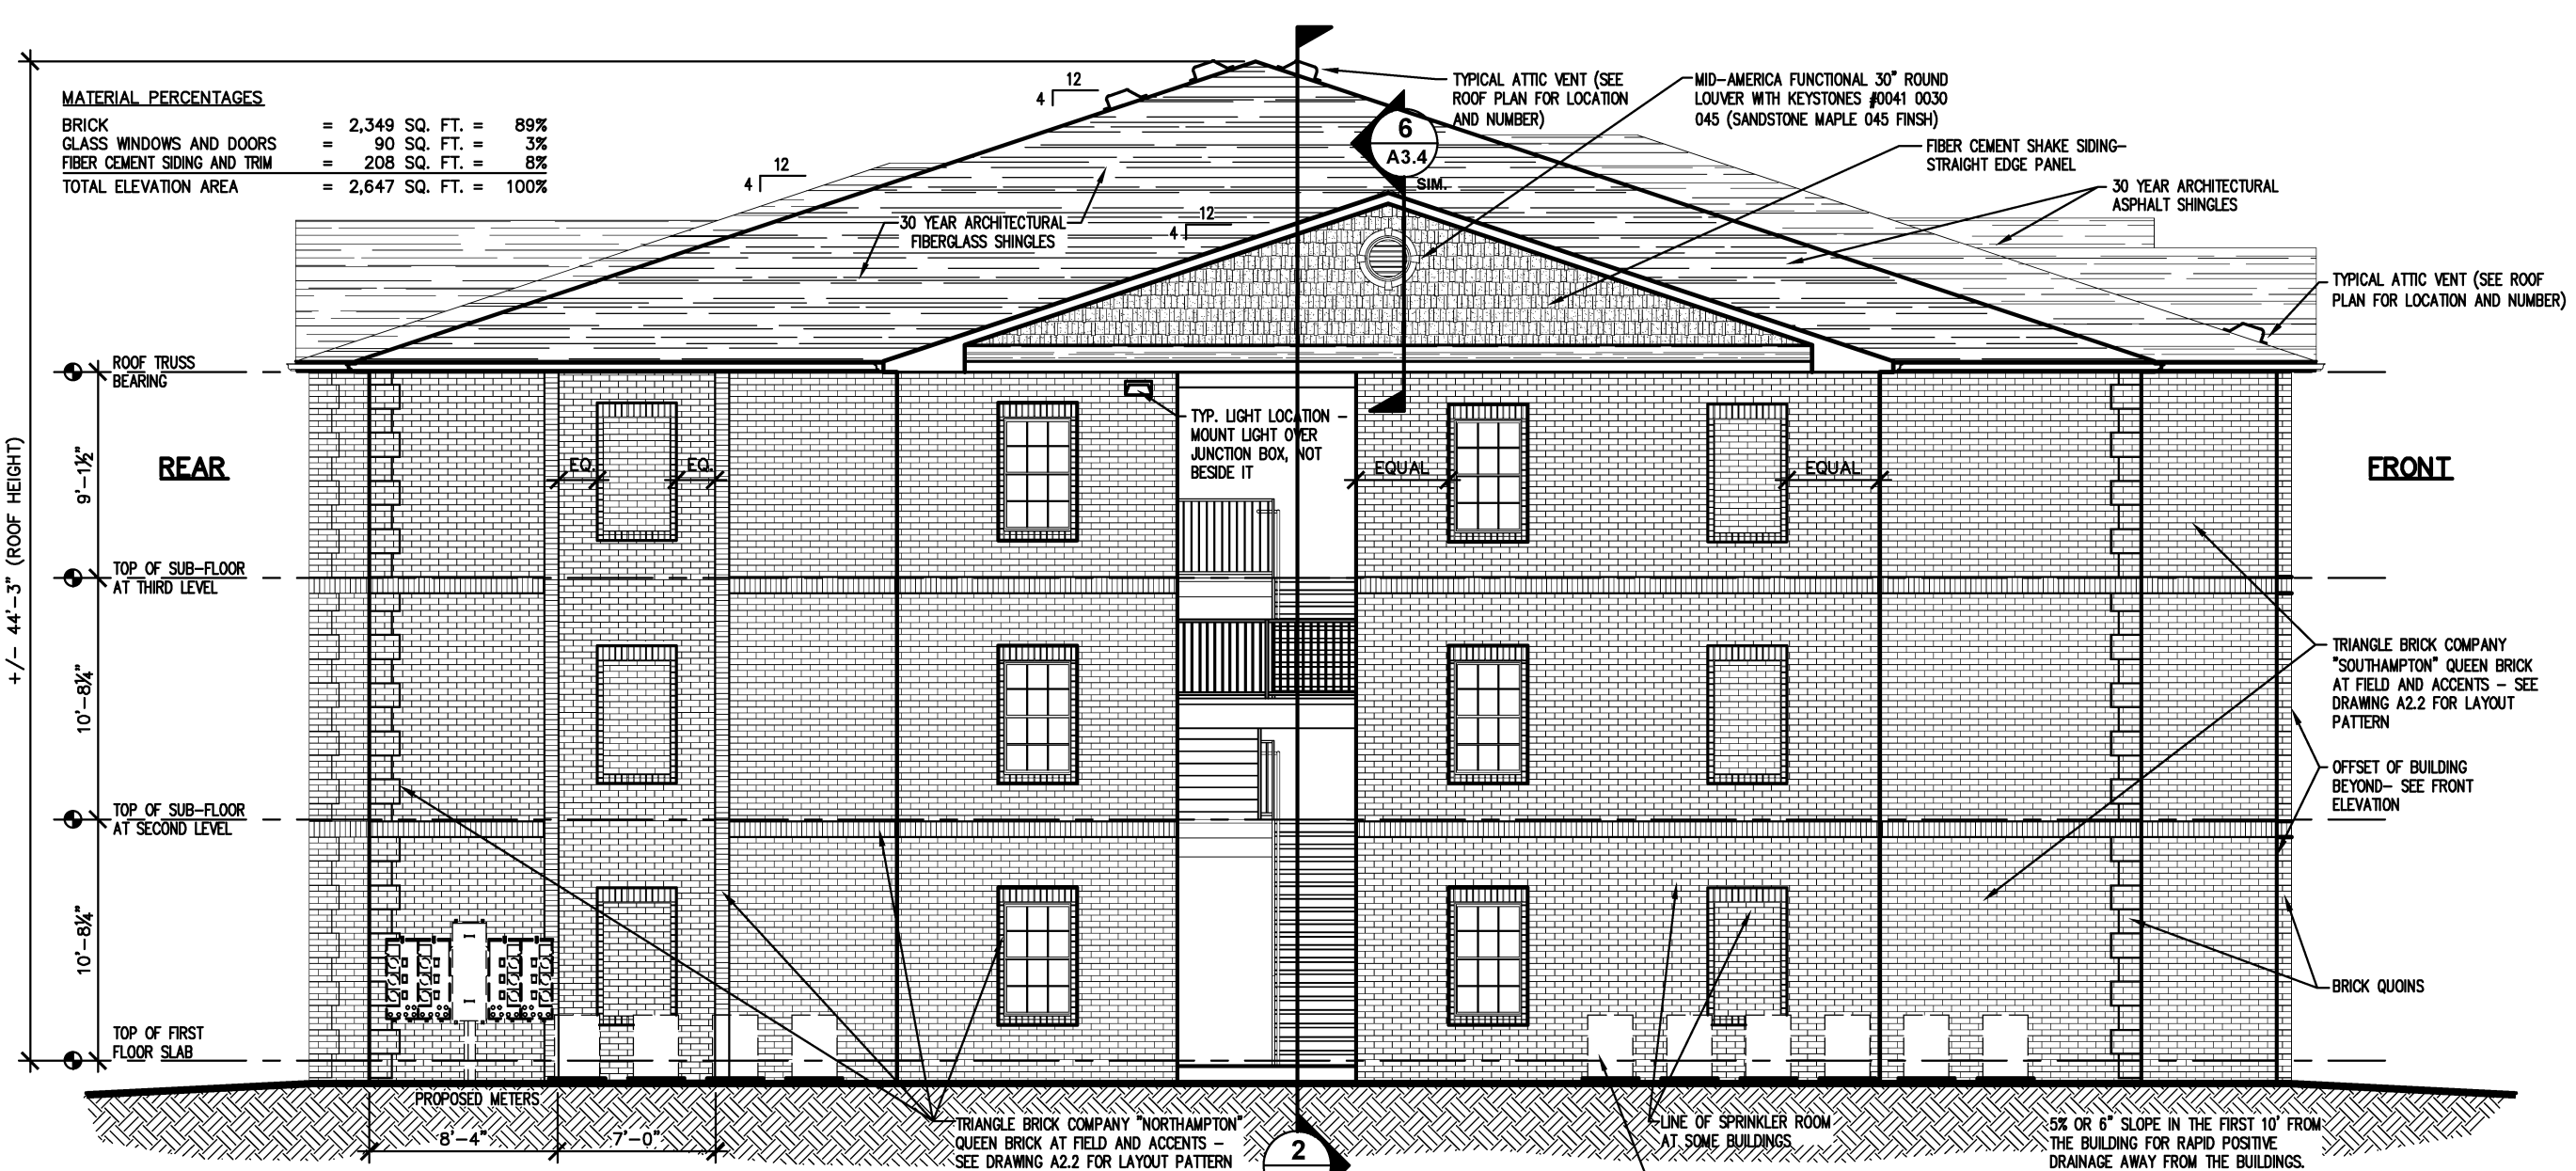 MATERIAL PERCENTAGES
BRICK = 2,349 SQ. FT. = 89%
GLASS WINDOWS AND DOORS = 90 SQ. FT. = 3%
FIBER CEMENT SIDING AND TRIM = 208 SQ. FT. = 8%
TOTAL ELEVATION AREA = 2,647 SQ. FT. = 100%
12
4
12
4
12
4
TYPICAL ATTIC VENT (SEE
ROOF PLAN FOR LOCATION
AND NUMBER)
MID-AMERICA FUNCTIONAL 30" ROUND
LOUVER WITH KEYSTONES #0041 0030
045 (SANDSTONE MAPLE 045 FINSH)
6
A3.4
SIM.
FIBER CEMENT SHAKE SIDING-
STRAIGHT EDGE PANEL
30 YEAR ARCHITECTURAL
ASPHALT SHINGLES
30 YEAR ARCHITECTURAL
FIBERGLASS SHINGLES
TYPICAL ATTIC VENT (SEE ROOF
PLAN FOR LOCATION AND NUMBER)
ROOF TRUSS
BEARING
TYP. LIGHT LOCATION -
MOUNT LIGHT OVER
JUNCTION BOX, NOT
BESIDE IT
+/- 44'-3" (ROOF HEIGHT)
9'-1½"
REAR
EQ.
EQ.
EQUAL
EQUAL
FRONT
TOP OF SUB-FLOOR
AT THIRD LEVEL
10'-8¼"
TRIANGLE BRICK COMPANY
"SOUTHAMPTON" QUEEN BRICK
AT FIELD AND ACCENTS - SEE
DRAWING A2.2 FOR LAYOUT
PATTERN
OFFSET OF BUILDING
BEYOND- SEE FRONT
ELEVATION
TOP OF SUB-FLOOR
AT SECOND LEVEL
10'-8¼"
BRICK QUOINS
TOP OF FIRST
FLOOR SLAB
PROPOSED METERS
8'-4"
7'-0"
TRIANGLE BRICK COMPANY "NORTHAMPTON"
QUEEN BRICK AT FIELD AND ACCENTS -
SEE DRAWING A2.2 FOR LAYOUT PATTERN
2
LINE OF SPRINKLER ROOM
AT SOME BUILDINGS
5% OR 6" SLOPE IN THE FIRST 10' FROM
THE BUILDING FOR RAPID POSITIVE
DRAINAGE AWAY FROM THE BUILDINGS.